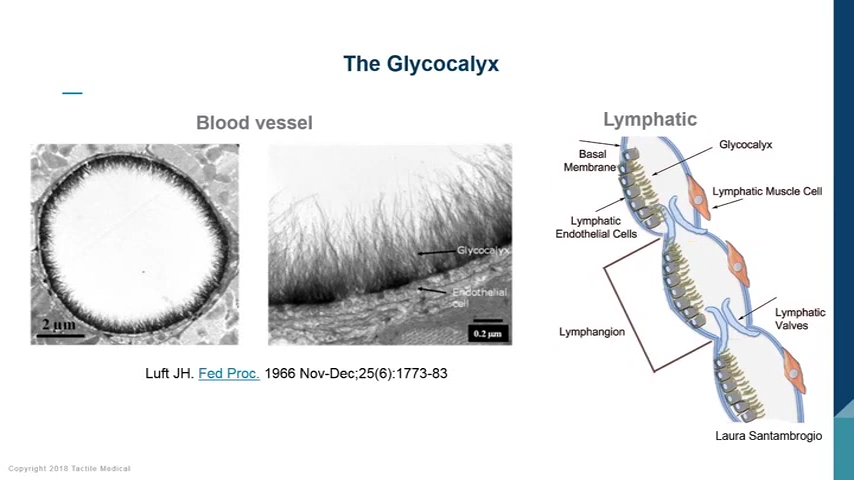 The Glycocalyx
Blood vessel
2 µm
Glycocalyx
Endothelial
cell
0.2 µm
Luft JH. Fed Proc. 1966 Nov-Dec;25(6):1773-83
Lymphatic
Basal
Membrane
Glycocalyx
Lymphatic Muscle Cell
Lymphatic
Endothelial Cells
Lymphangion
Lymphatic
Valves
Laura Santambrogio
Copyright 2018 Tactile Medical